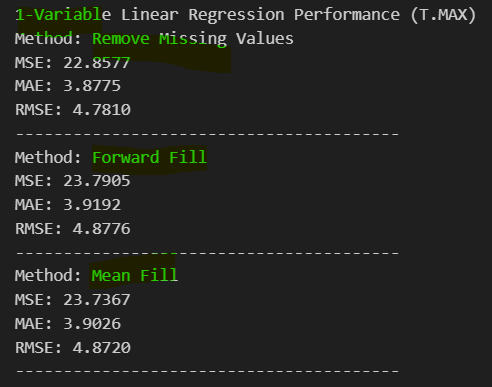 1-Variable Linear Regression Performance (T.MAX)
Method: Remove Missing Values
MSE: 22.8577
MAE: 3.8775
RMSE: 4.7810
----------------------------------------
Method: Forward Fill
MSE: 23.7905
MAE: 3.9192
RMSE: 4.8776
----------------------------------------
Method: Mean Fill
MSE: 23.7367
MAE: 3.9026
RMSE: 4.8720
----------------------------------------